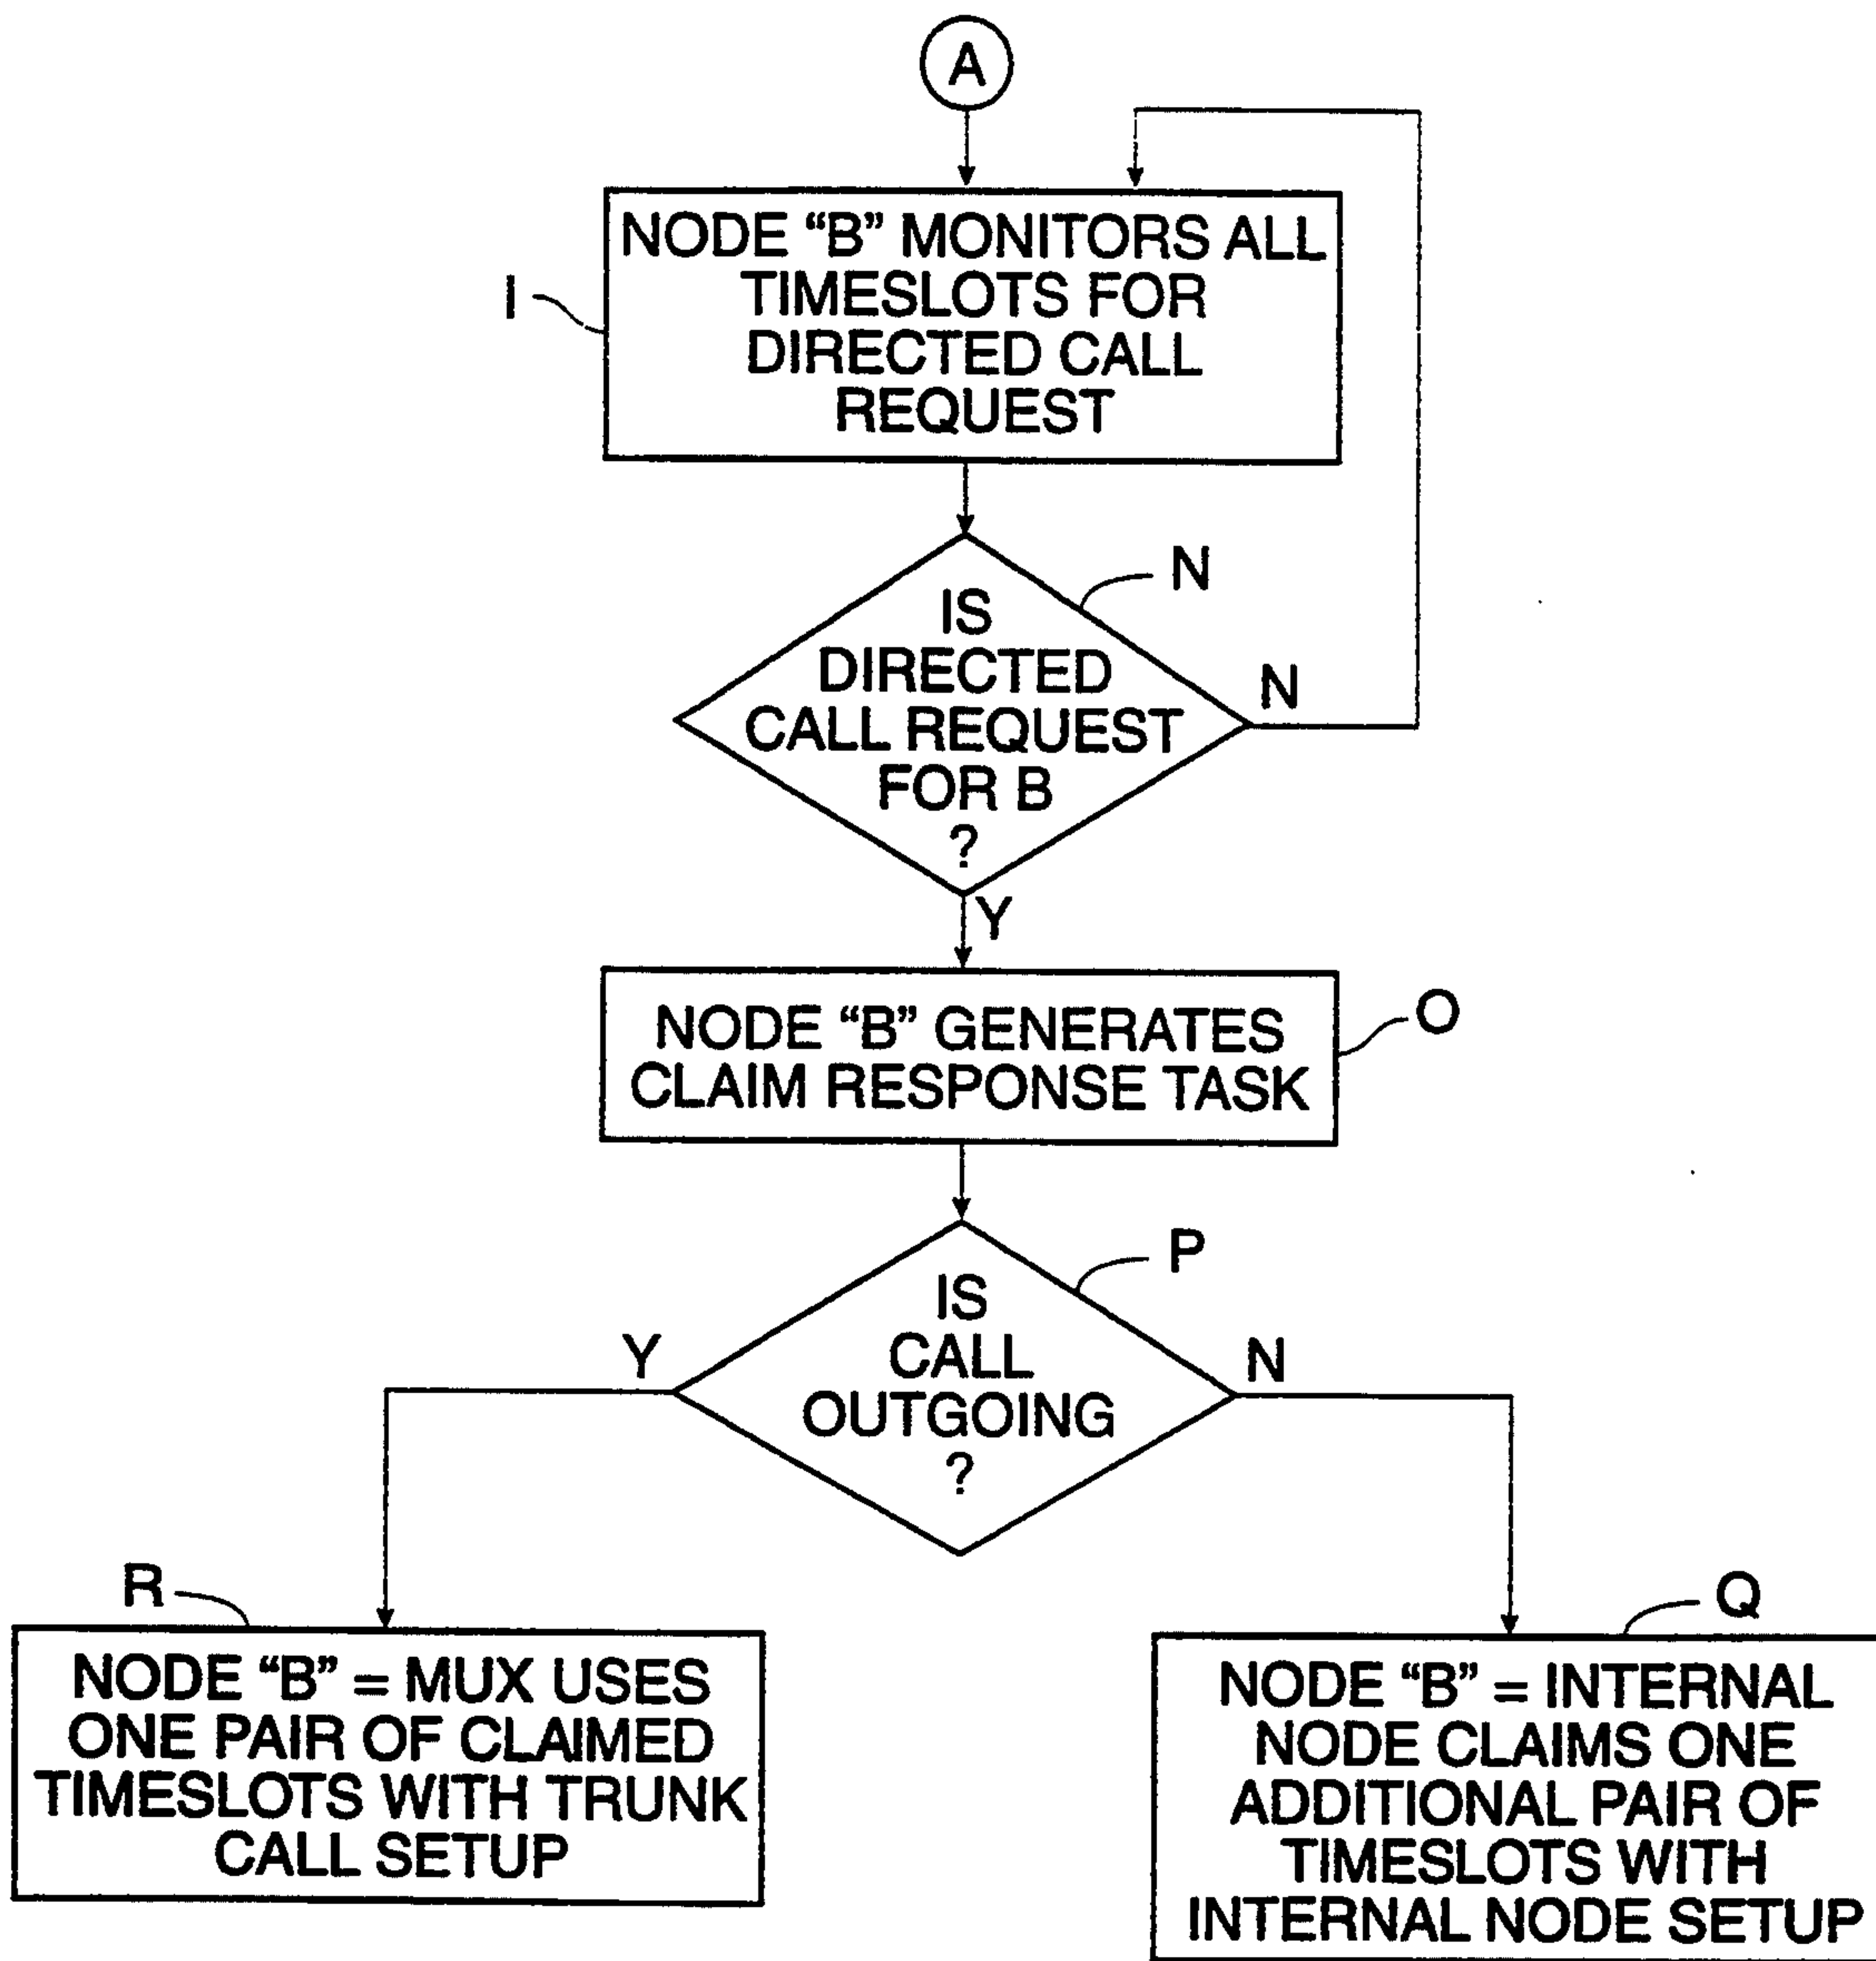 A
NODE “B” MONITORS ALL
TIMESLOTS FOR
DIRECTED CALL
REQUEST
I
N
IS
DIRECTED
CALL REQUEST
FOR B
?
N
Y
NODE “B” GENERATES
CLAIM RESPONSE TASK
O
P
IS
CALL
OUTGOING
?
Y
N
R
NODE “B” = MUX USES
ONE PAIR OF CLAIMED
TIMESLOTS WITH TRUNK
CALL SETUP
Q
NODE “B” = INTERNAL
NODE CLAIMS ONE
ADDITIONAL PAIR OF
TIMESLOTS WITH
INTERNAL NODE SETUP